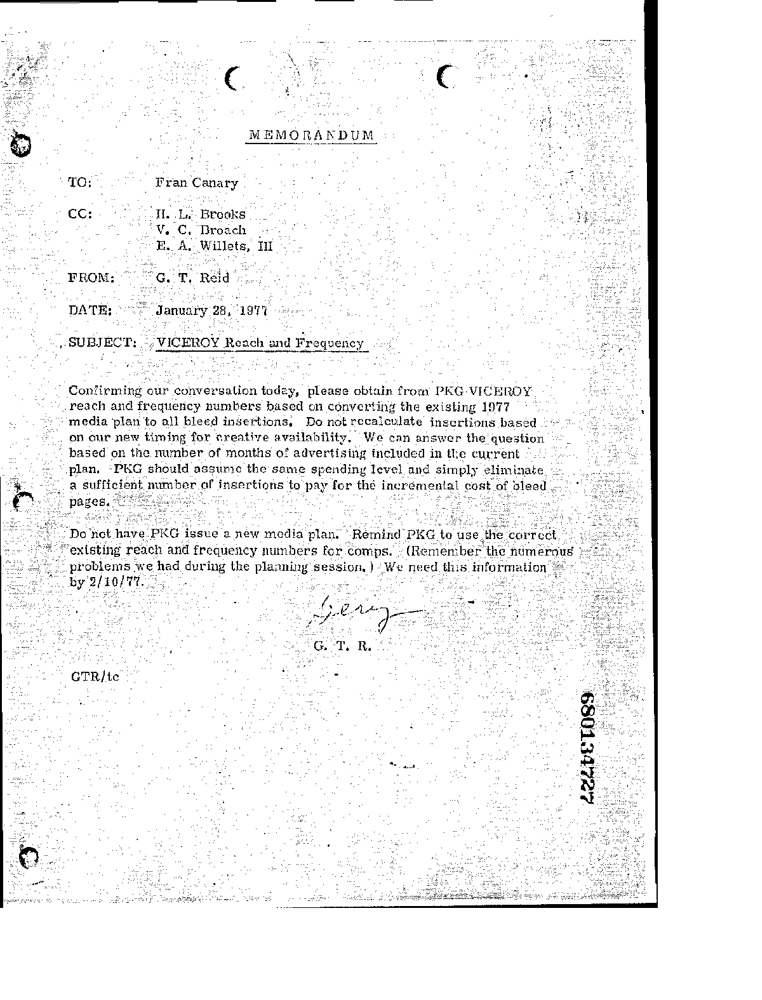 MEMORANDUM
TO: Fran Canary
CC: H. L. Brooks
V. C. Broach
E. A. Willets, III
FROM: G. T. Reid
DATE: January 28, 1977
SUBJECT: VICEROY Reach and Frequency
Confirming our conversation today, please obtain from PKG VICEROY
reach and frequency numbers based on converting the existing 1977
media plan to all bleed insertions. Do not recalculate insertions based
on our new timing for creative availability. We can answer the question
based on the number of months of advertising included in the current
plan. PKG should assume the same spending level and simply eliminate
a sufficient number of insertions to pay for the incremental cost of bleed
pages.
Do not have PKG issue a new media plan. Remind PKG to use the correct
existing reach and frequency numbers for comps. (Remember the numerous
problems we had during the planning session.) We need this information
by 2/10/77.
Gerry
G. T. R.
GTR/tc
680134727